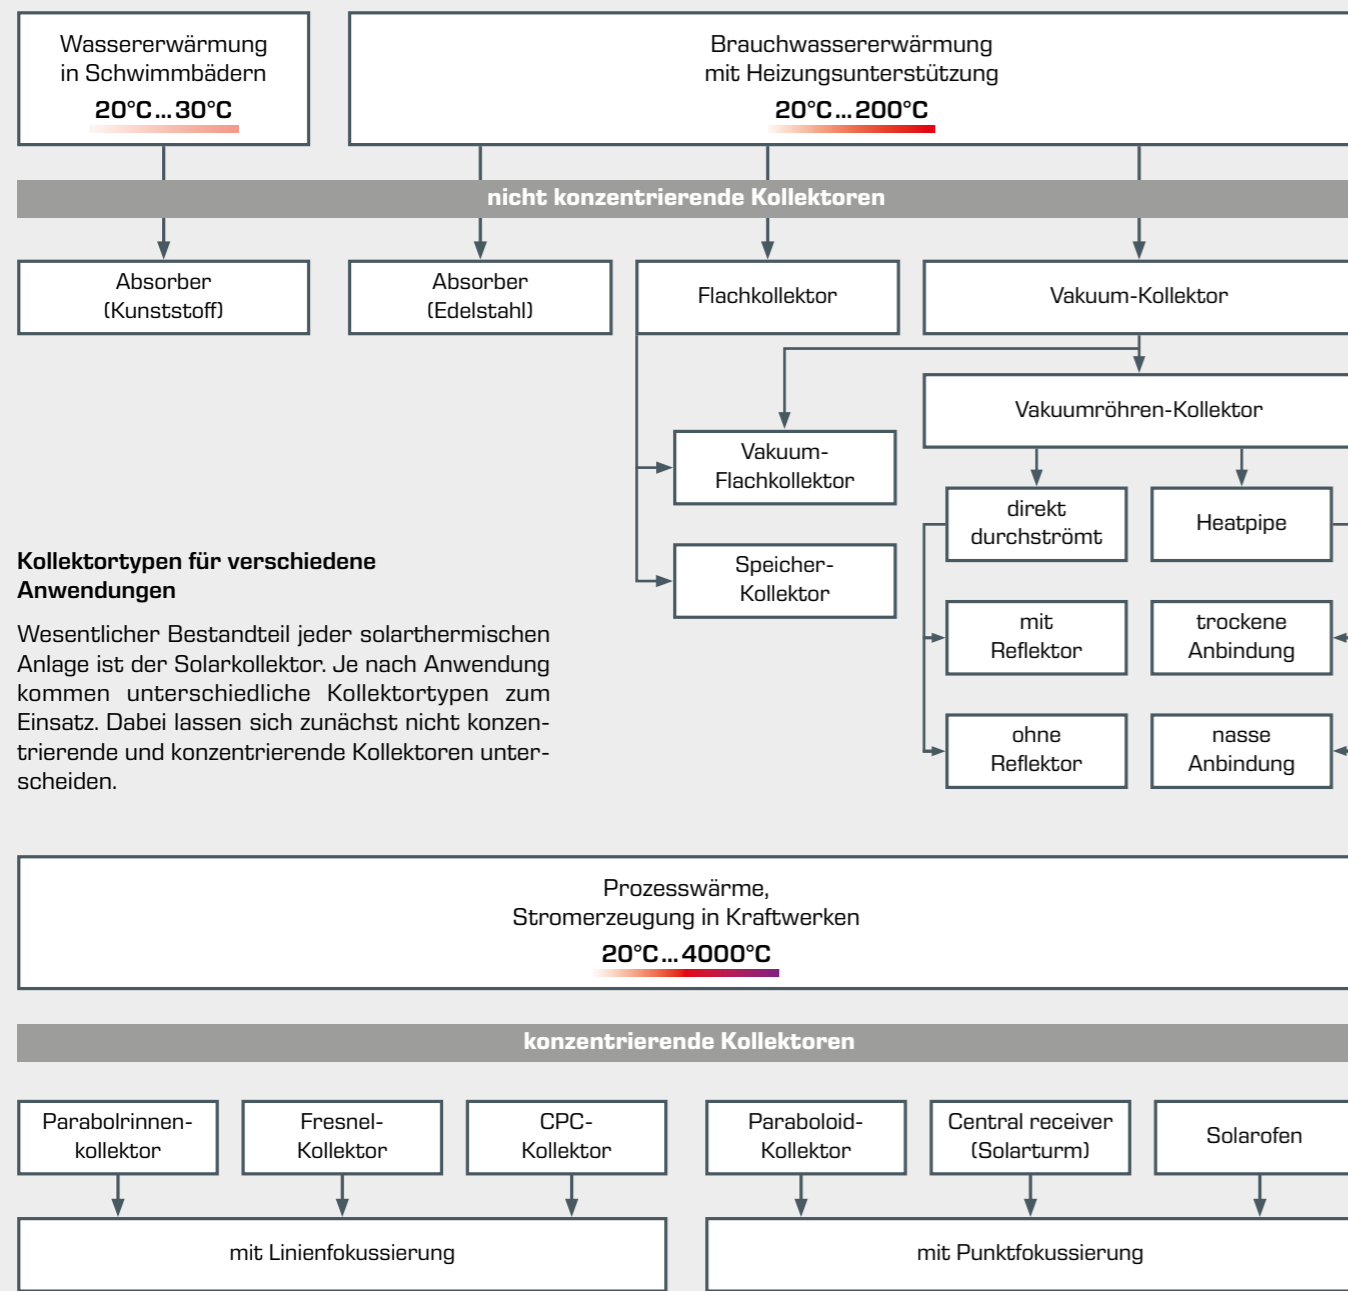 Wassererwärmung
in Schwimmbädern
20°C...30°C
Brauchwassererwärmung
mit Heizungsunterstützung
20°C...200°C
nicht konzentrierende Kollektoren
Absorber
(Kunststoff)
Absorber
(Edelstahl)
Flachkollektor
Vakuum-Kollektor
Vakuumröhren-Kollektor
Vakuum-
Flachkollektor
direkt
durchströmt
Heatpipe
Speicher-
Kollektor
mit
Reflektor
trockene
Anbindung
ohne
Reflektor
nasse
Anbindung
Kollektortypen für verschiedene
Anwendungen
Wesentlicher Bestandteil jeder solarthermischen
Anlage ist der Solarkollektor. Je nach Anwendung
kommen unterschiedliche Kollektortypen zum
Einsatz. Dabei lassen sich zunächst nicht konzen-
trierende und konzentrierende Kollektoren unter-
scheiden.
Prozesswärme,
Stromerzeugung in Kraftwerken
20°C...4000°C
konzentrierende Kollektoren
Parabolrinnen-
kollektor
Fresnel-
Kollektor
CPC-
Kollektor
Paraboloid-
Kollektor
Central receiver
(Solarturm)
Solarofen
mit Linienfokussierung
mit Punktfokussierung